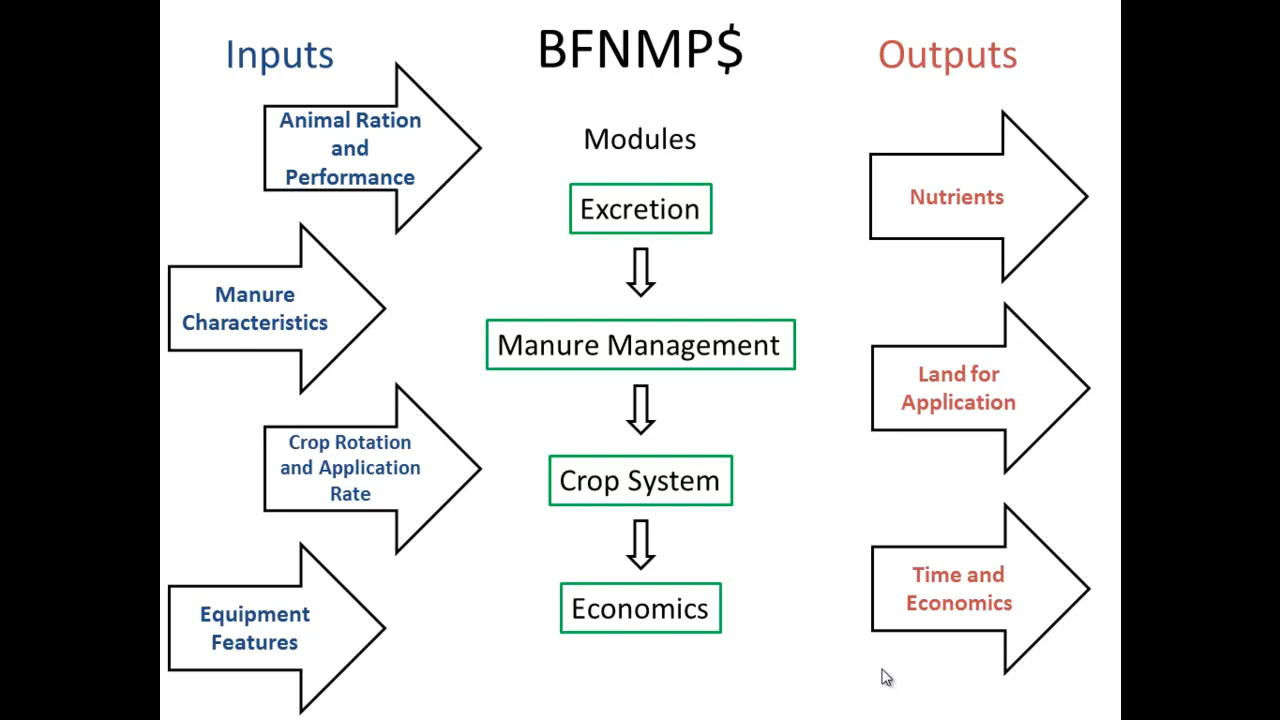 Inputs
BFNMP$
Outputs
Animal Ration
and
Performance
Manure
Characteristics
Crop Rotation
and Application
Rate
Equipment
Features
Modules
Excretion
Manure Management
Crop System
Economics
Nutrients
Land for
Application
Time and
Economics